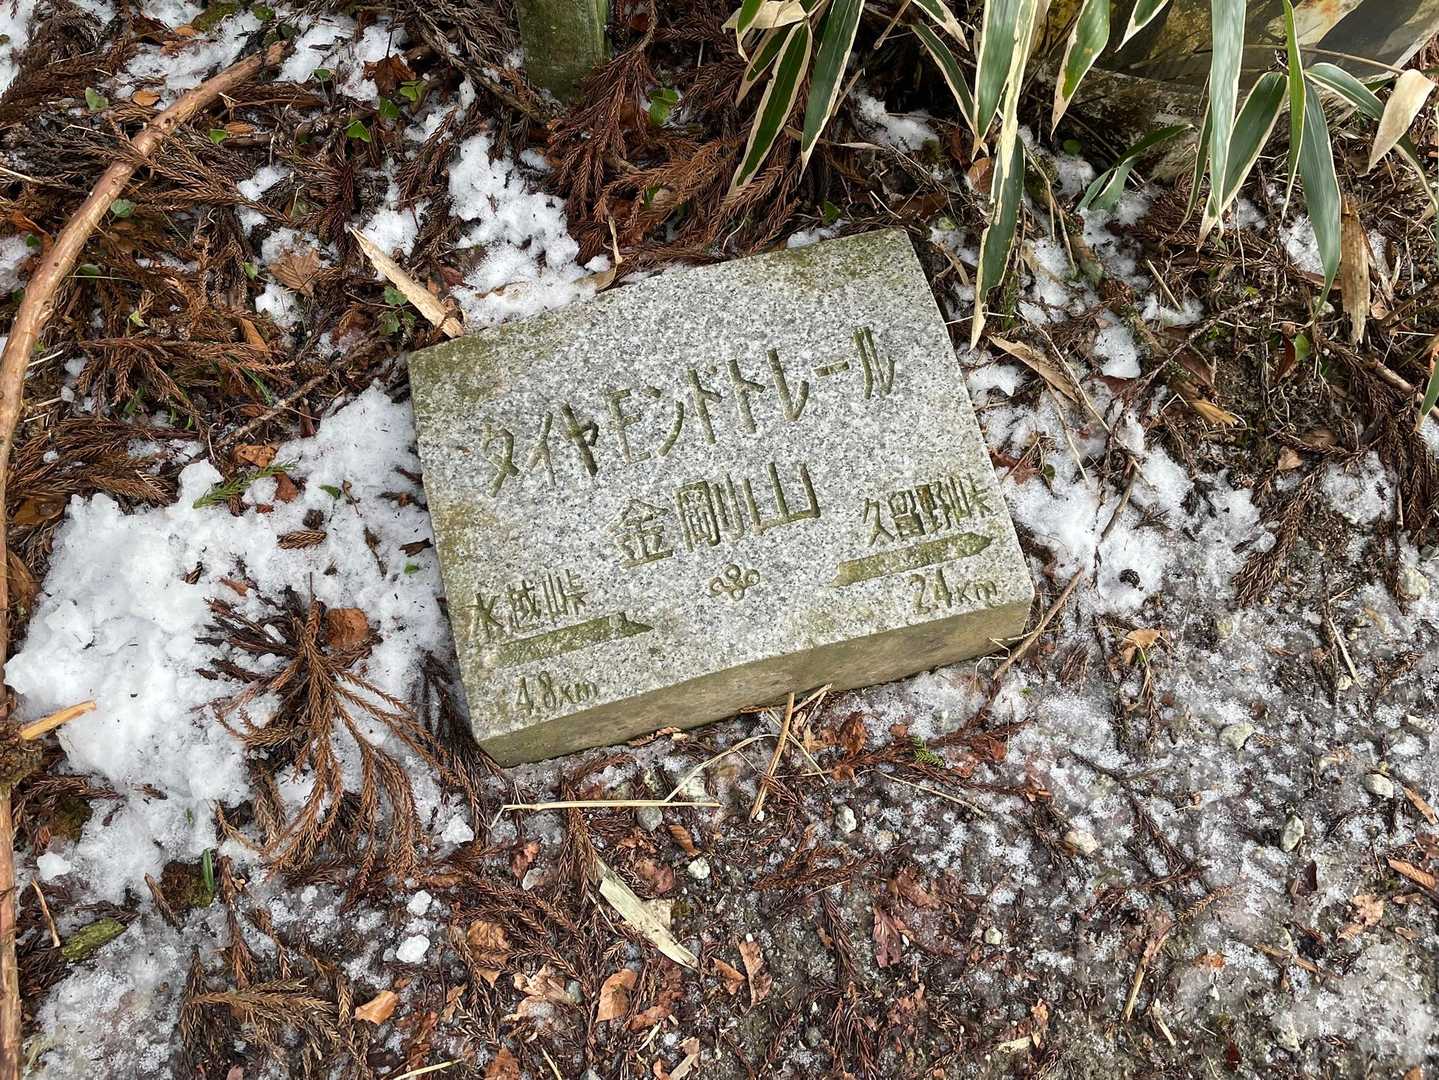 ダイヤモンドトレール
金剛山
久留野峠
2.4km
水越峠
4.8km